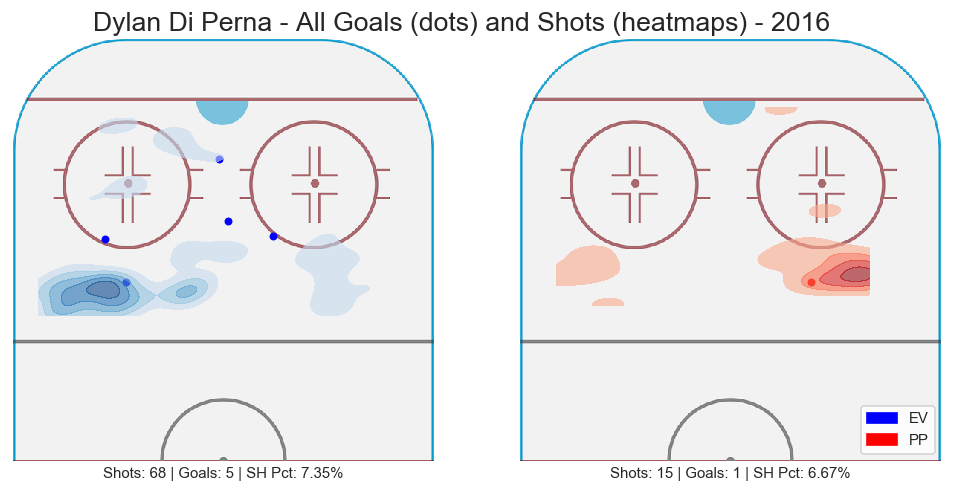 Dylan Di Perna - All Goals (dots) and Shots (heatmaps) - 2016
EV
PP
Shots: 68 | Goals: 5 | SH Pct: 7.35%
Shots: 15 | Goals: 1 | SH Pct: 6.67%